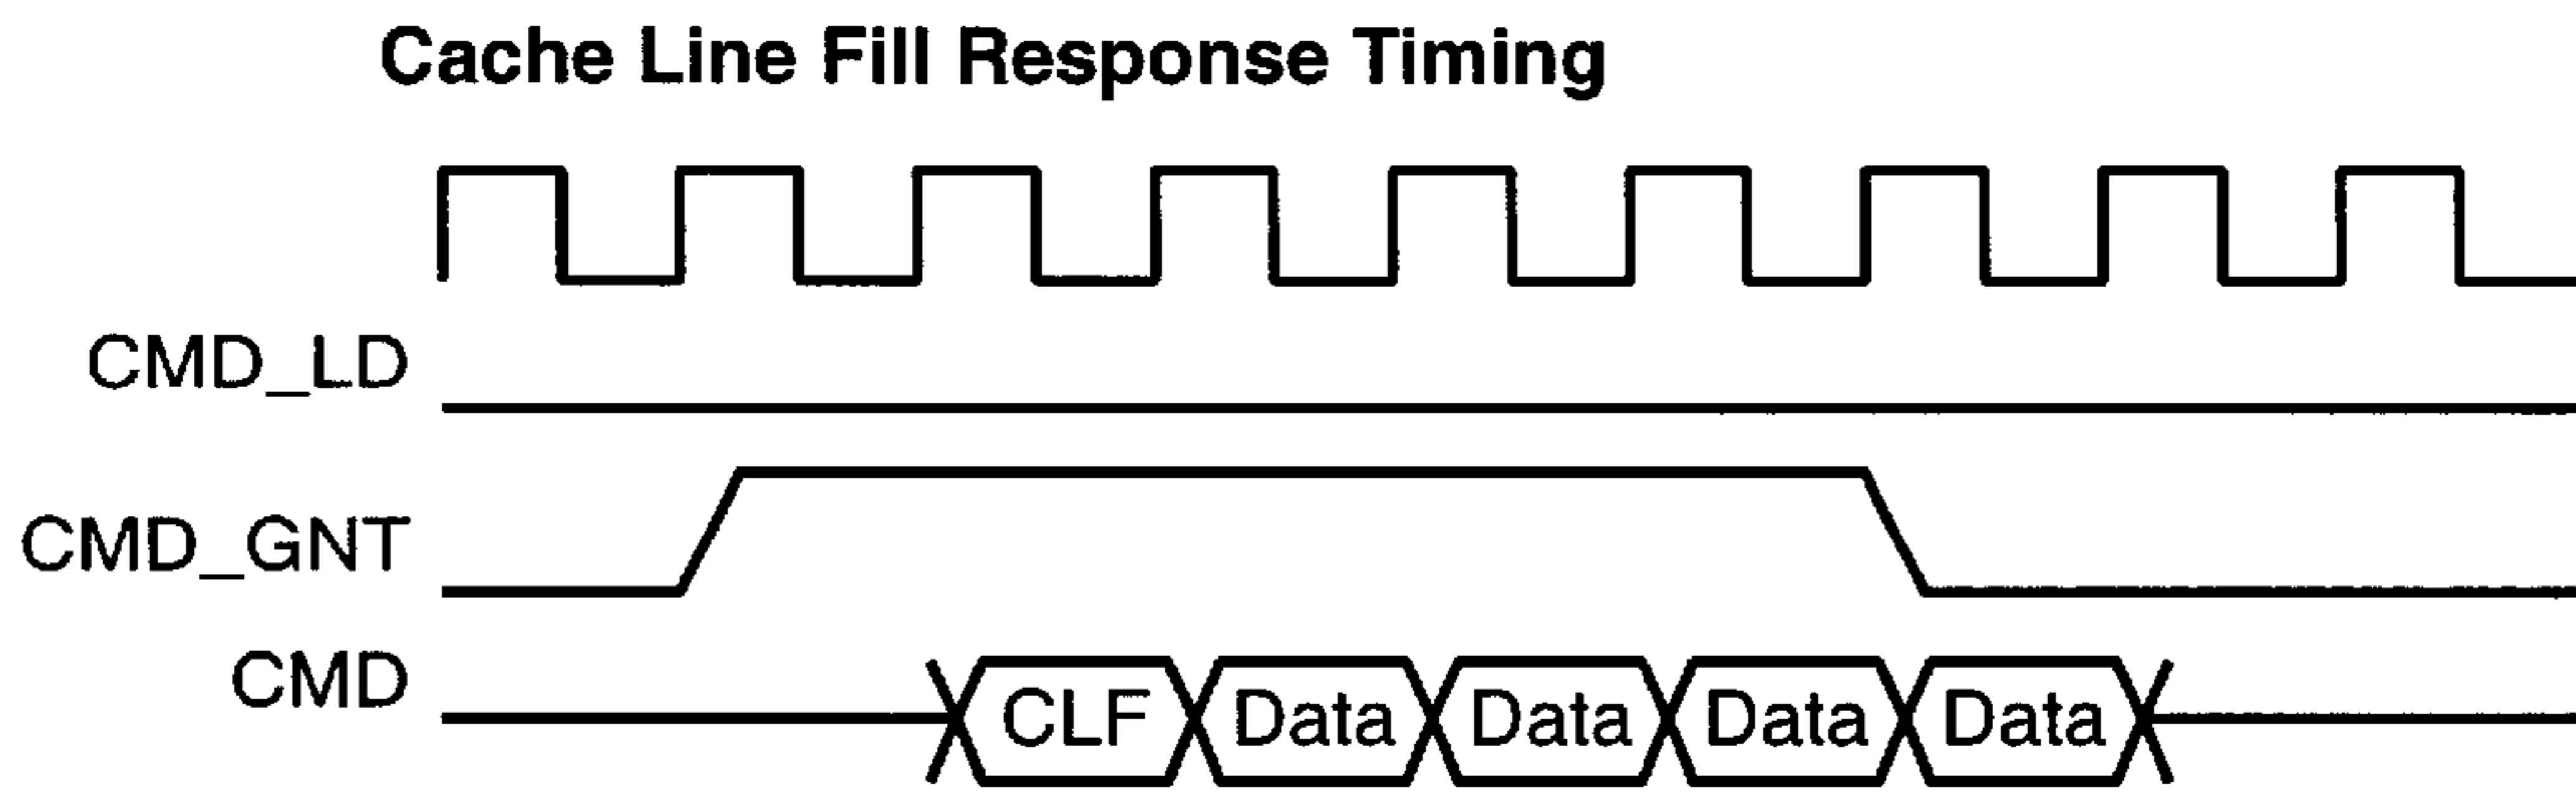 Cache Line Fill Response Timing
CMD_LD
CMD_GNT
CMD
CLF Data Data Data Data